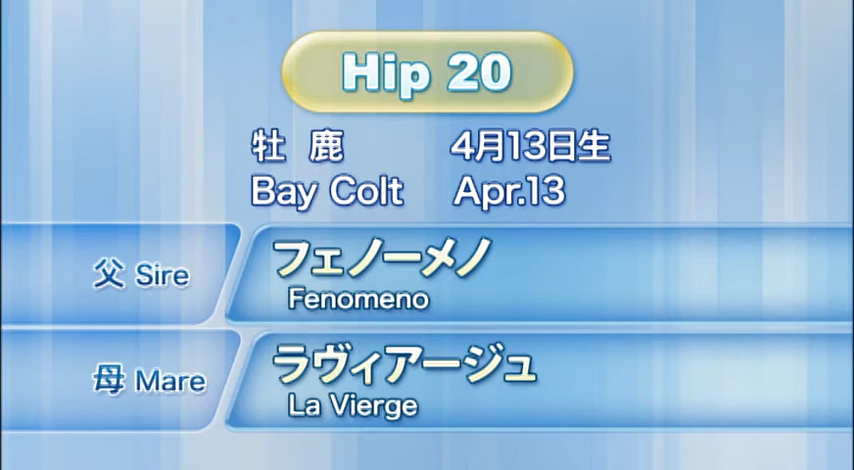 Hip 20
牡 鹿 4月13日生
Bay Colt Apr.13
父 Sire
フェノーメノ
Fenomeno
母 Mare
ラヴィアージュ
La Vierge